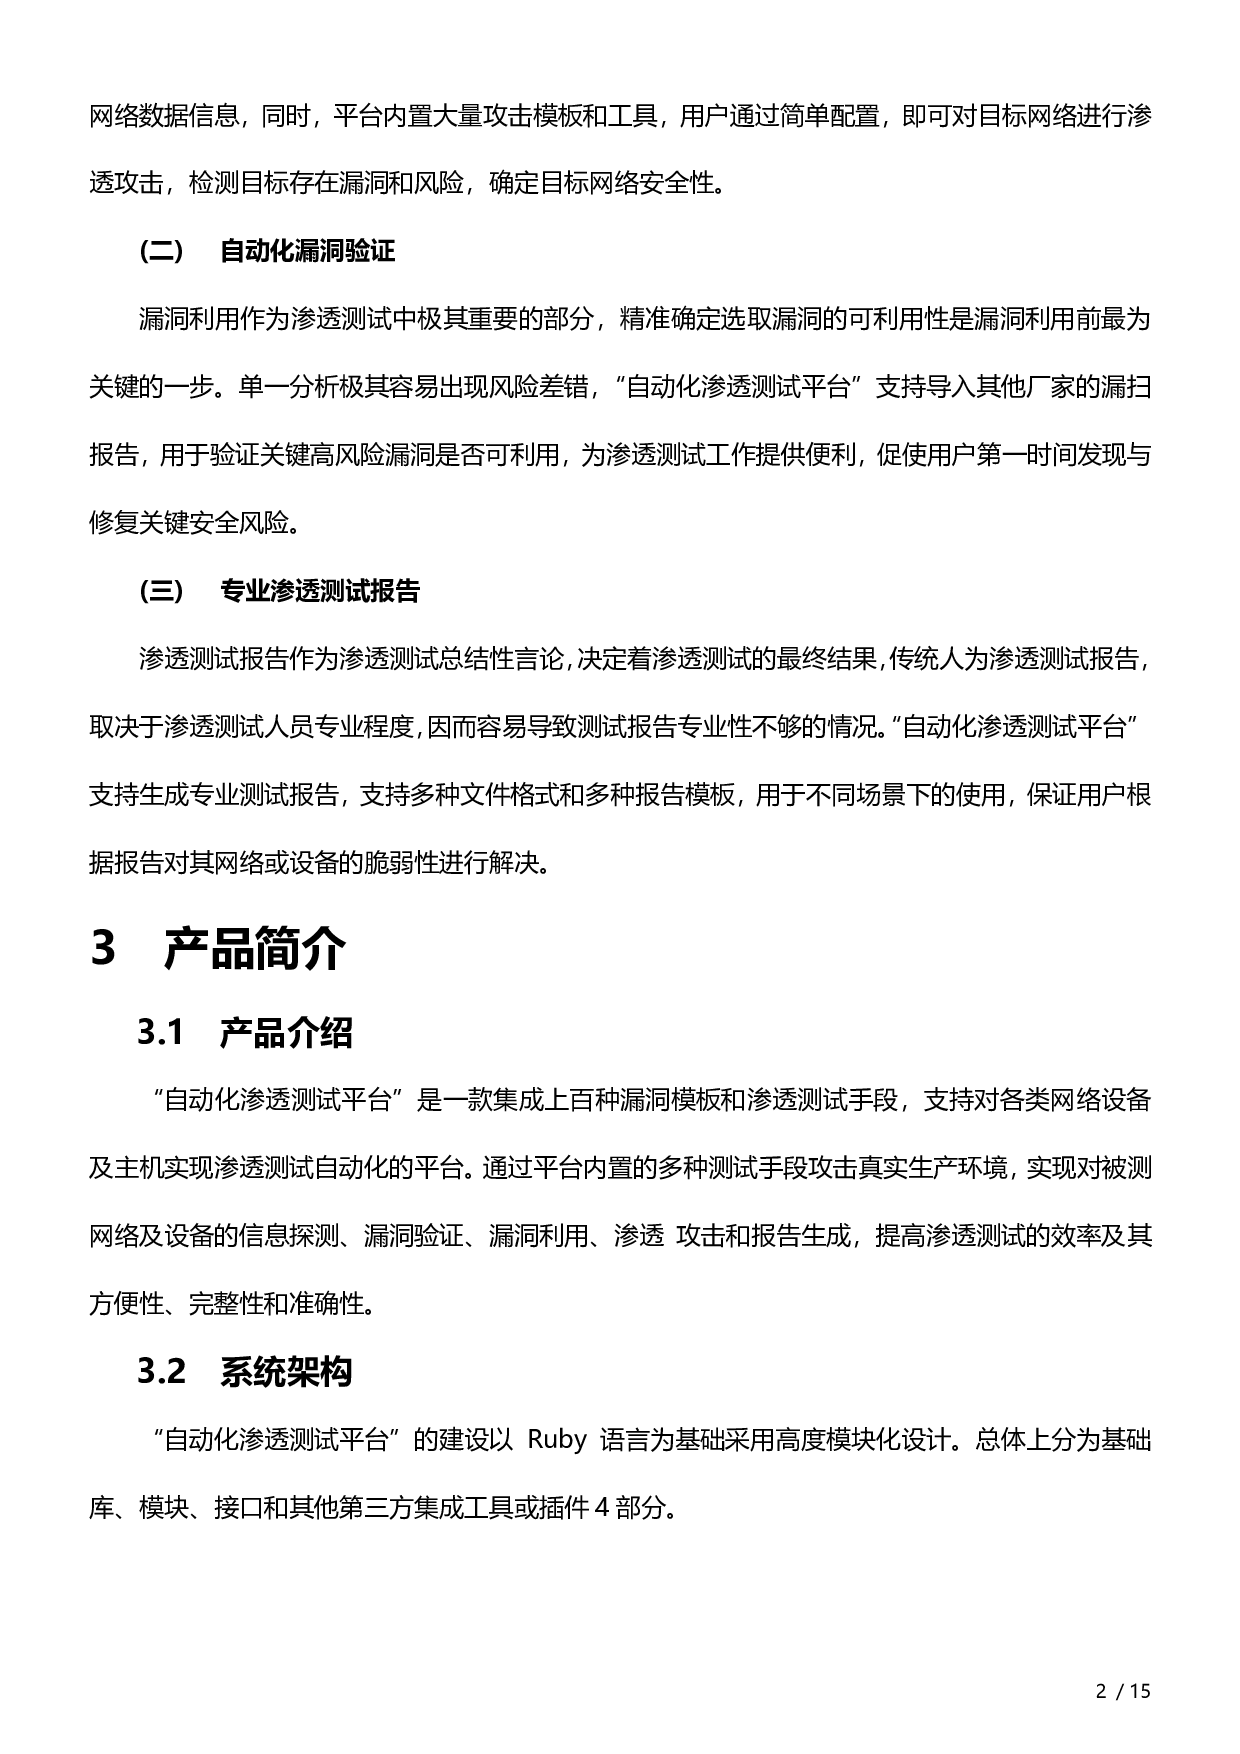 网络数据信息，同时，平台内置大量攻击模板和工具，用户通过简单配置，即可对目标网络进行渗
透攻击，检测目标存在漏洞和风险，确定目标网络安全性。
(二) 自动化漏洞验证
漏洞利用作为渗透测试中极其重要的部分，精准确定选取漏洞的可利用性是漏洞利用前最为
关键的一步。单一分析极其容易出现风险差错，“自动化渗透测试平台”支持导入其他厂家的漏扫
报告，用于验证关键高风险漏洞是否可利用，为渗透测试工作提供便利，促使用户第一时间发现与
修复关键安全风险。
(三) 专业渗透测试报告
渗透测试报告作为渗透测试总结性言论，决定着渗透测试的最终结果，传统人为渗透测试报告，
取决于渗透测试人员专业程度，因而容易导致测试报告专业性不够的情况。“自动化渗透测试平台”
支持生成专业测试报告，支持多种文件格式和多种报告模板，用于不同场景下的使用，保证用户根
据报告对其网络或设备的脆弱性进行解决。
3 产品简介
3.1 产品介绍
“自动化渗透测试平台”是一款集成上百种漏洞模板和渗透测试手段，支持对各类网络设备
及主机实现渗透测试自动化的平台。通过平台内置的多种测试手段攻击真实生产环境，实现对被测
网络及设备的信息探测、漏洞验证、漏洞利用、渗透 攻击和报告生成，提高渗透测试的效率及其
方便性、完整性和准确性。
3.2 系统架构
“自动化渗透测试平台”的建设以 Ruby 语言为基础采用高度模块化设计。总体上分为基础
库、模块、接口和其他第三方集成工具或插件 4 部分。
2 / 15